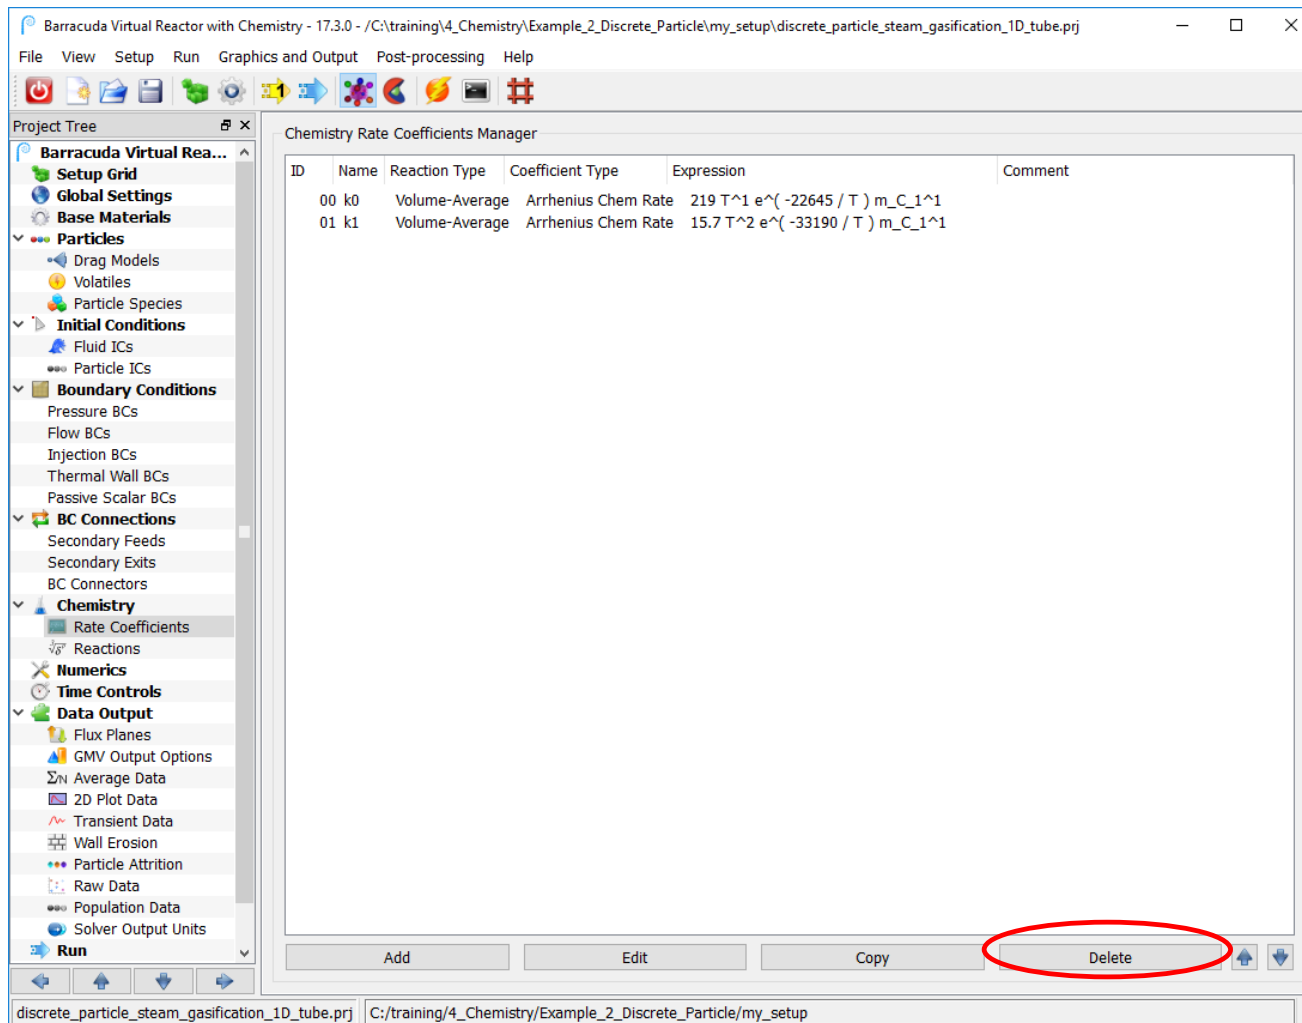 Barracuda Virtual Reactor with Chemistry - 17.3.0 - /C:\training\4_Chemistry\Example_2_Discrete_Particle\my_setup\discrete_particle_steam_gasification_1D_tube.prj
File View Setup Run Graphics and Output Post-processing Help
1
Project Tree
Barracuda Virtual Rea...
Setup Grid
Global Settings
Base Materials
Particles
Drag Models
Volatiles
Particle Species
Initial Conditions
Fluid ICs
Particle ICs
Boundary Conditions
Pressure BCs
Flow BCs
Injection BCs
Thermal Wall BCs
Passive Scalar BCs
BC Connections
Secondary Feeds
Secondary Exits
BC Connectors
Chemistry
Rate Coefficients
Reactions
Numerics
Time Controls
Data Output
Flux Planes
GMV Output Options
ΣN Average Data
2D Plot Data
Transient Data
Wall Erosion
Particle Attrition
Raw Data
Population Data
Solver Output Units
Run
Chemistry Rate Coefficients Manager
ID Name Reaction Type Coefficient Type Expression Comment
00 k0 Volume-Average Arrhenius Chem Rate 219 T^1 e^( -22645 / T ) m_C_1^1
01 k1 Volume-Average Arrhenius Chem Rate 15.7 T^2 e^( -33190 / T ) m_C_1^1
Add Edit Copy Delete
discrete_particle_steam_gasification_1D_tube.prj C:/training/4_Chemistry/Example_2_Discrete_Particle/my_setup